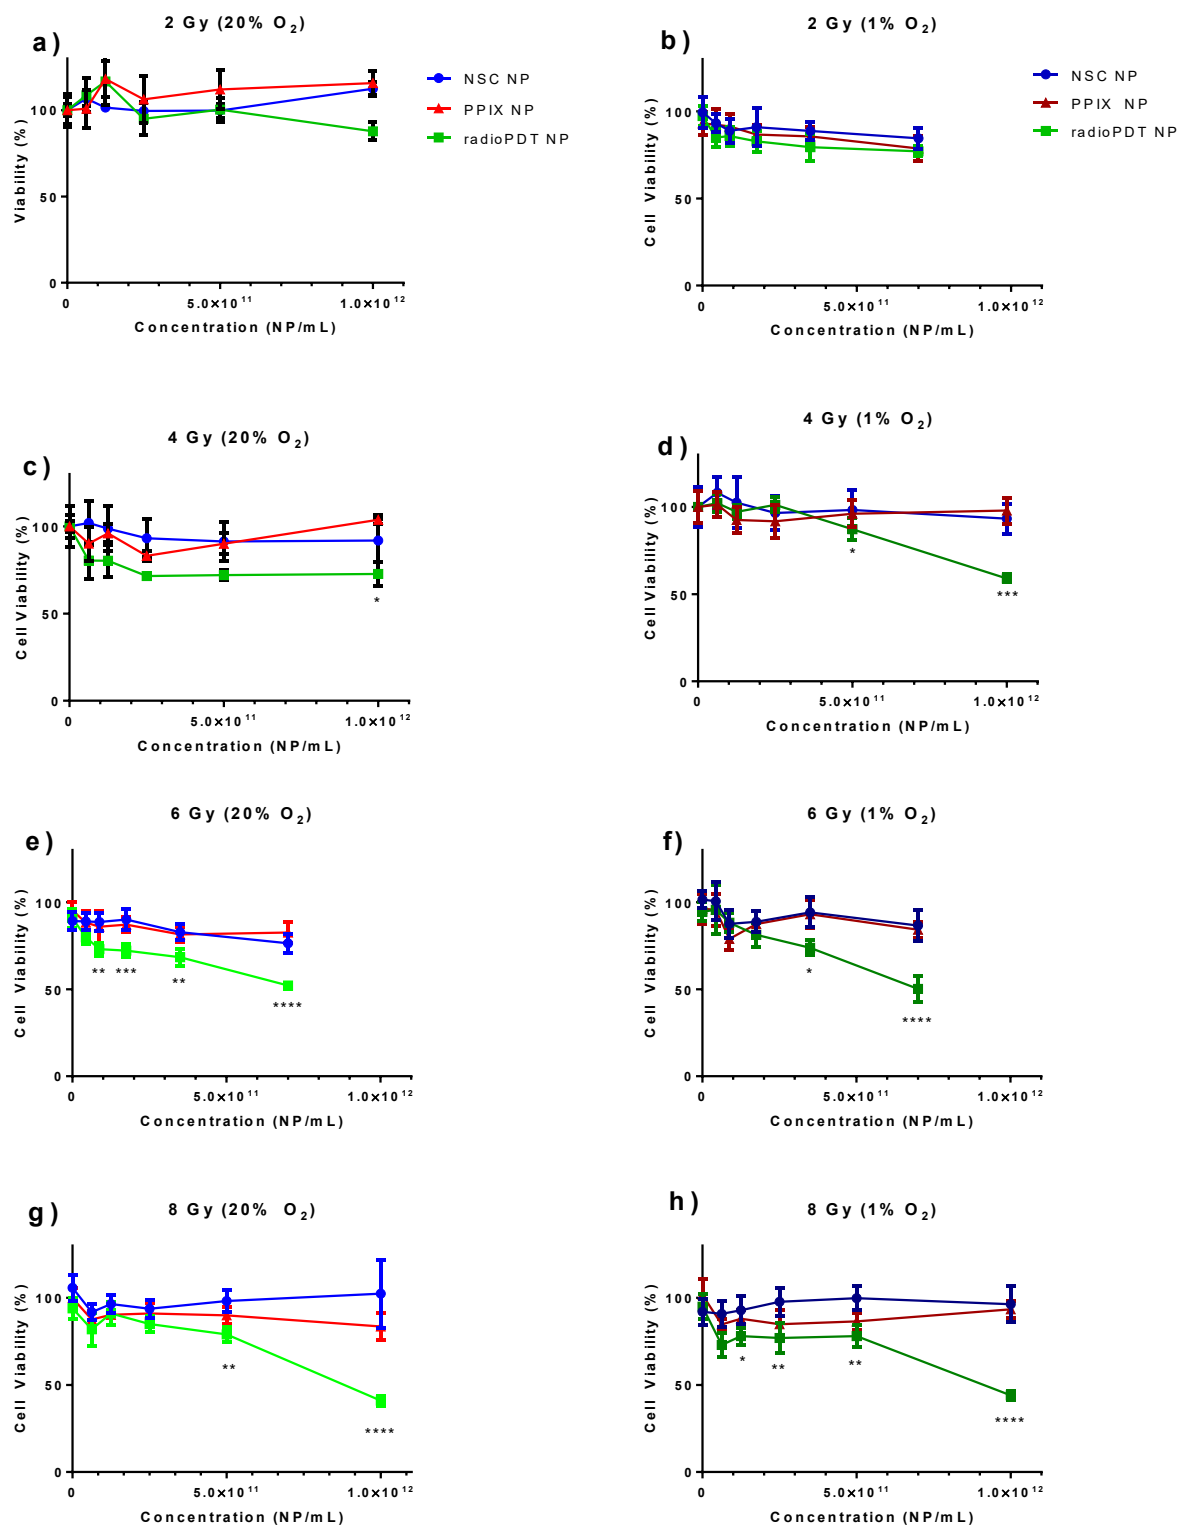 2 Gy (20% O2)
a)
NSC NP
PPIX NP
radioPDT NP
Viability (%)
100
50
0
0
5.0×10 11
1.0×10 12
Concentration (NP/mL)
2 Gy (1% O2)
b)
NSC NP
PPIX NP
radioPDT NP
Cell Viability (%)
100
50
0
0
5.0×10 11
1.0×10 12
Concentration (NP/mL)
4 Gy (20% O2)
c)
Cell Viability (%)
100
50
0
*
0
5.0×10 11
1.0×10 12
Concentration (NP/mL)
4 Gy (1% O2)
d)
Cell Viability (%)
100
50
0
*
***
0
5.0×10 11
1.0×10 12
Concentration (NP/mL)
6 Gy (20% O2)
e)
Cell Viability (%)
100
50
0
** *** **
****
0
5.0×10 11
1.0×10 12
Concentration (NP/mL)
6 Gy (1% O2)
f)
Cell Viability (%)
100
50
0
*
****
0
5.0×10 11
1.0×10 12
Concentration (NP/mL)
8 Gy (20% O2)
g)
Cell Viability (%)
100
50
0
**
****
0
5.0×10 11
1.0×10 12
Concentration (NP/mL)
8 Gy (1% O2)
h)
Cell Viability (%)
100
50
0
* ** **
****
0
5.0×10 11
1.0×10 12
Concentration (NP/mL)